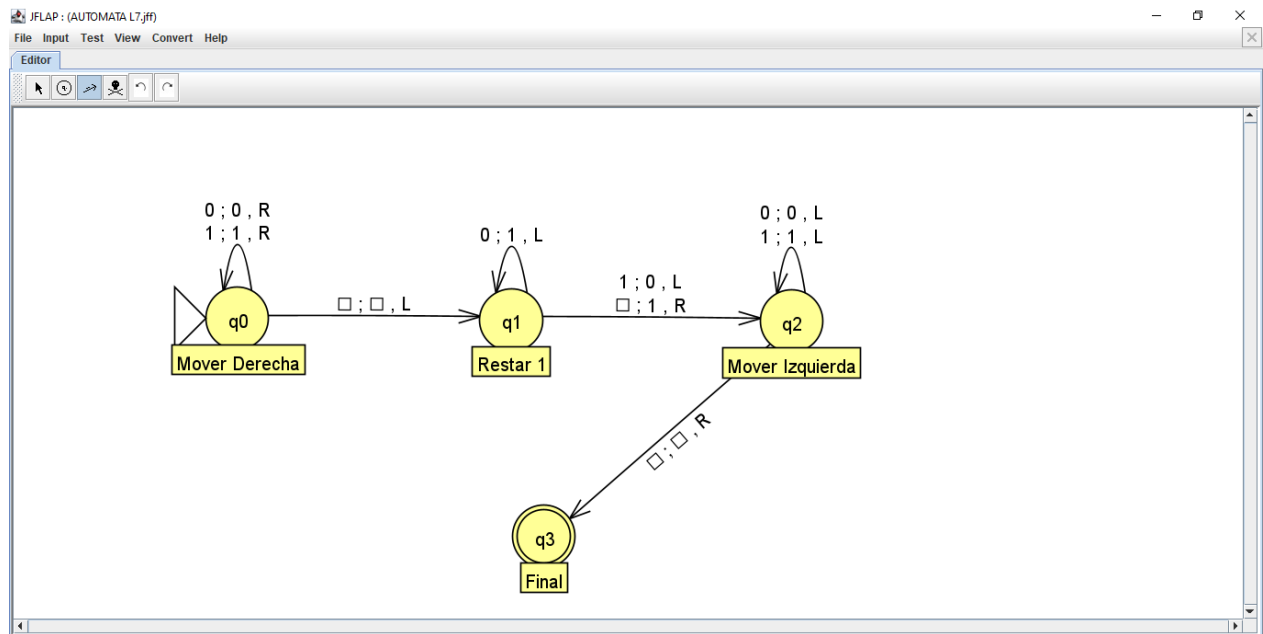 JFLAP : (AUTOMATA L7.jff)
File Input Test View Convert Help
Editor
0 ; 0 , R
1 ; 1 , R
0 ; 1 , L
0 ; 0 , L
1 ; 1 , L
□ ; □ , L
1 ; 0 , L
□ ; 1 , R
q0
q1
q2
Mover Derecha
Restar 1
Mover Izquierda
□ ; □ , R
q3
Final